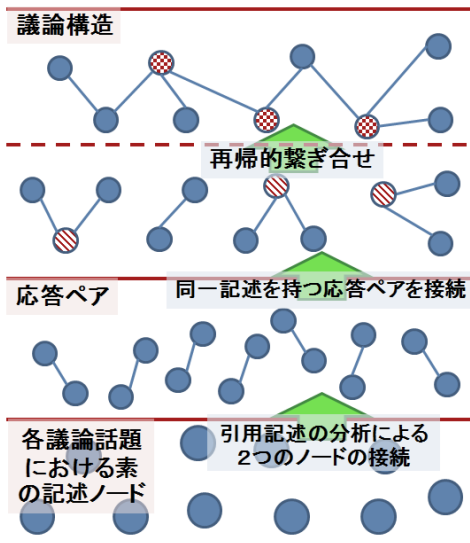 議論構造
再帰的繋ぎ合せ
応答ペア
同一記述を持つ応答ペアを接続
各議論話題
における素
の記述ノード
引用記述の分析による
2つのノードの接続